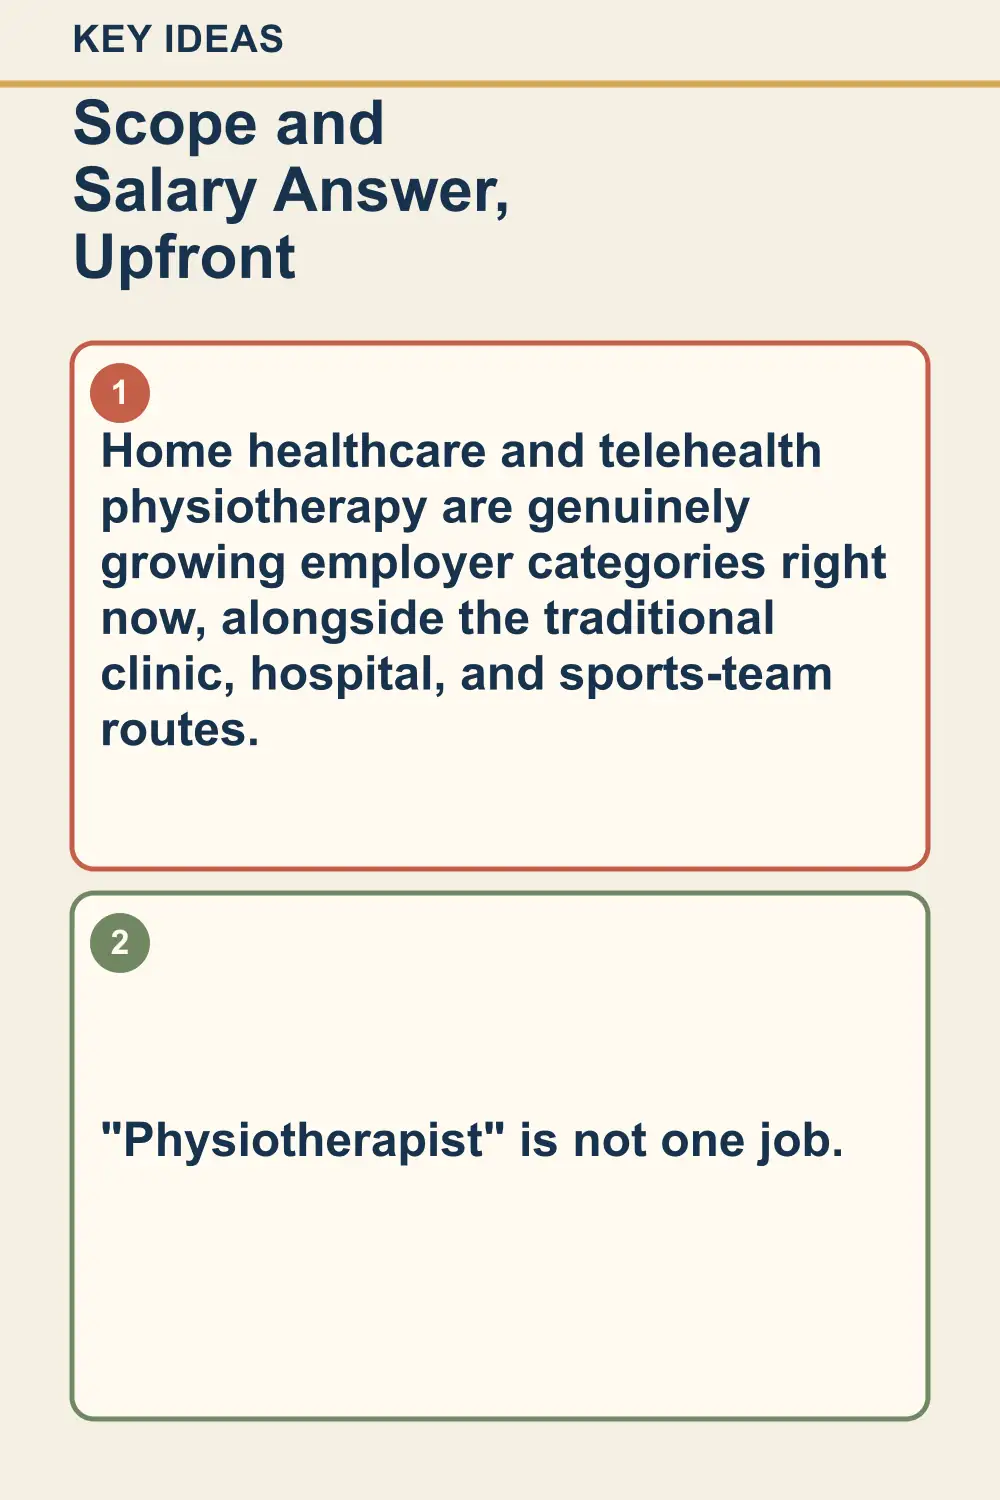 KEY IDEAS
Scope and
Salary Answer,
Upfront
1
Home healthcare and telehealth
physiotherapy are genuinely
growing employer categories right
now, alongside the traditional
clinic, hospital, and sports-team
routes.
2
"Physiotherapist" is not one job.